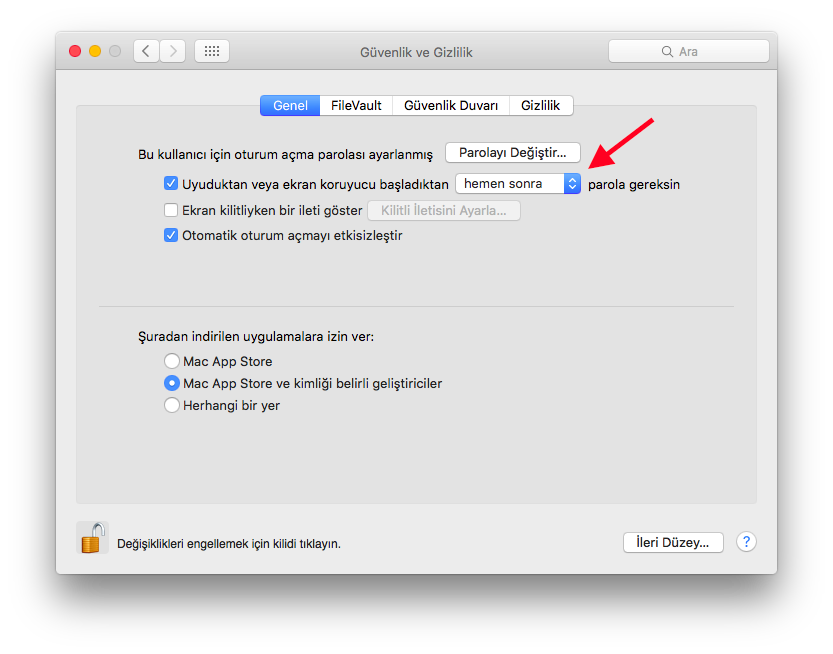 Güvenlik ve Gizlilik
Ara
Genel FileVault Güvenlik Duvarı Gizlilik
Bu kullanıcı için oturum açma parolası ayarlanmış Parolayı Değiştir...
Uyuduktan veya ekran koruyucu başladıktan hemen sonra parola gereksin
Ekran kilitliyken bir ileti göster Kilitli İletisini Ayarla...
Otomatik oturum açmayı etkisizleştir
Şuradan indirilen uygulamalara izin ver:
Mac App Store
Mac App Store ve kimliği belirli geliştiriciler
Herhangi bir yer
Değişiklikleri engellemek için kilidi tıklayın.
İleri Düzey... ?